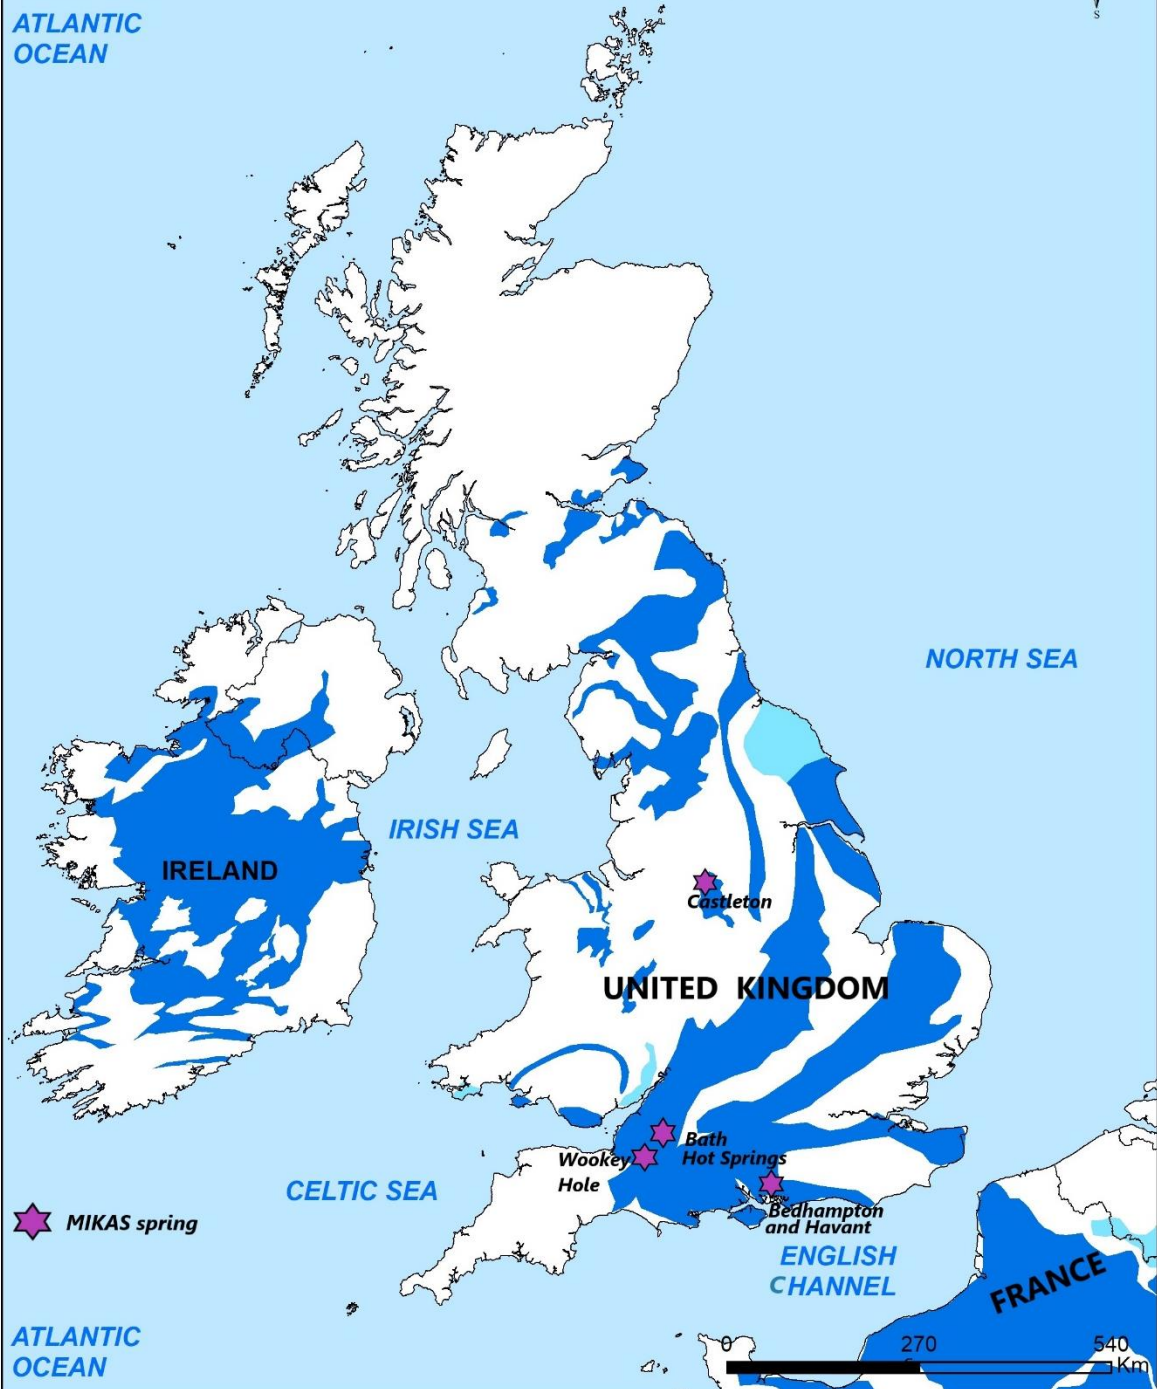 S
ATLANTIC
OCEAN
NORTH SEA
IRISH SEA
IRELAND
Castleton
UNITED KINGDOM
Bath
Hot Springs
Wookey
Hole
CELTIC SEA
MIKAS spring
Bedhampton
and Havant
ENGLISH
CHANNEL
FRANCE
ATLANTIC
OCEAN
0 270 540
Km